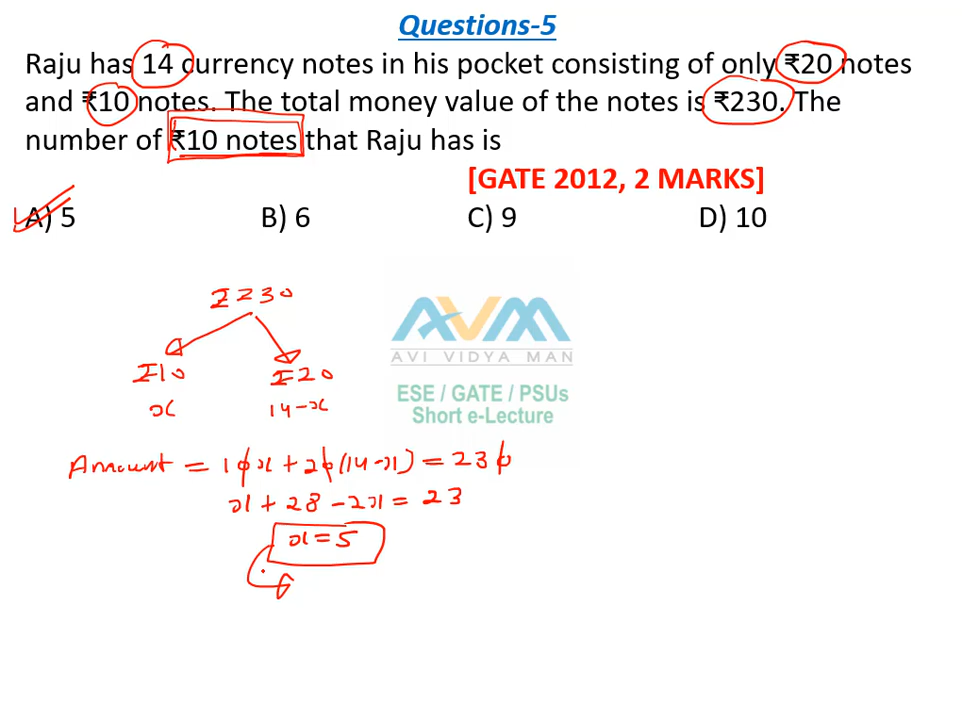 Questions-5
Raju has 14 currency notes in his pocket consisting of only ₹20 notes
and ₹10 notes. The total money value of the notes is ₹230. The
number of ₹10 notes that Raju has is
[GATE 2012, 2 MARKS]
A) 5 B) 6 C) 9 D) 10
₹230
₹10 ₹20
x 14-x
AVM
AVI VIDYA MAN
ESE / GATE / PSUs
Short e-Lecture
Amount = 10x + 20(14-x) = 230
x + 28 - 2x = 23
x = 5